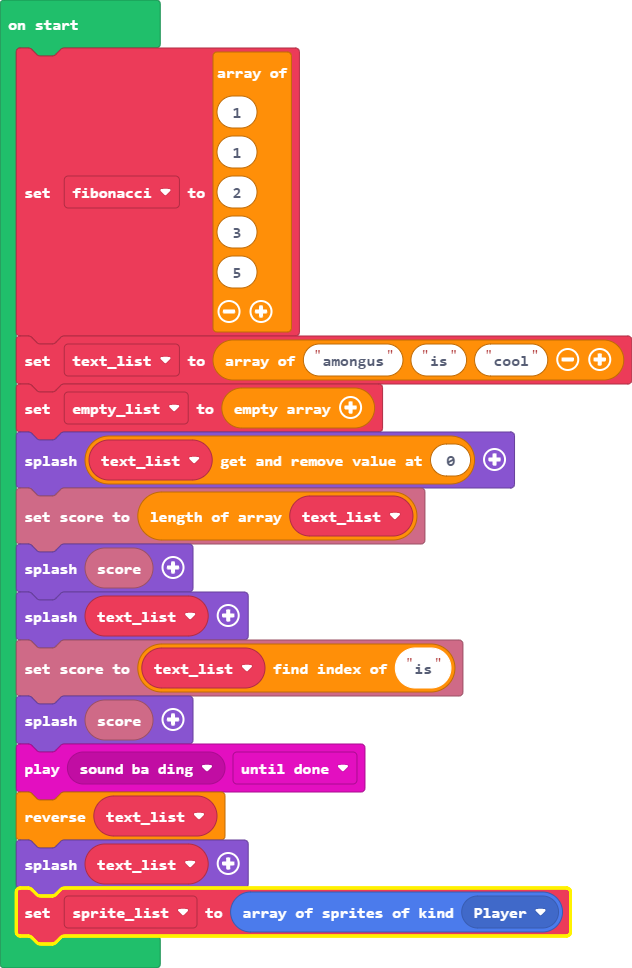 on start
array of
1
1
2
set fibonacci to
3
5
set text_list to array of "amongus" "is" "cool"
set empty_list to empty array
splash text_list get and remove value at 0
set score to length of array text_list
splash score
splash text_list
set score to text_list find index of "is"
splash score
play sound ba ding until done
reverse text_list
splash text_list
set sprite_list to array of sprites of kind Player